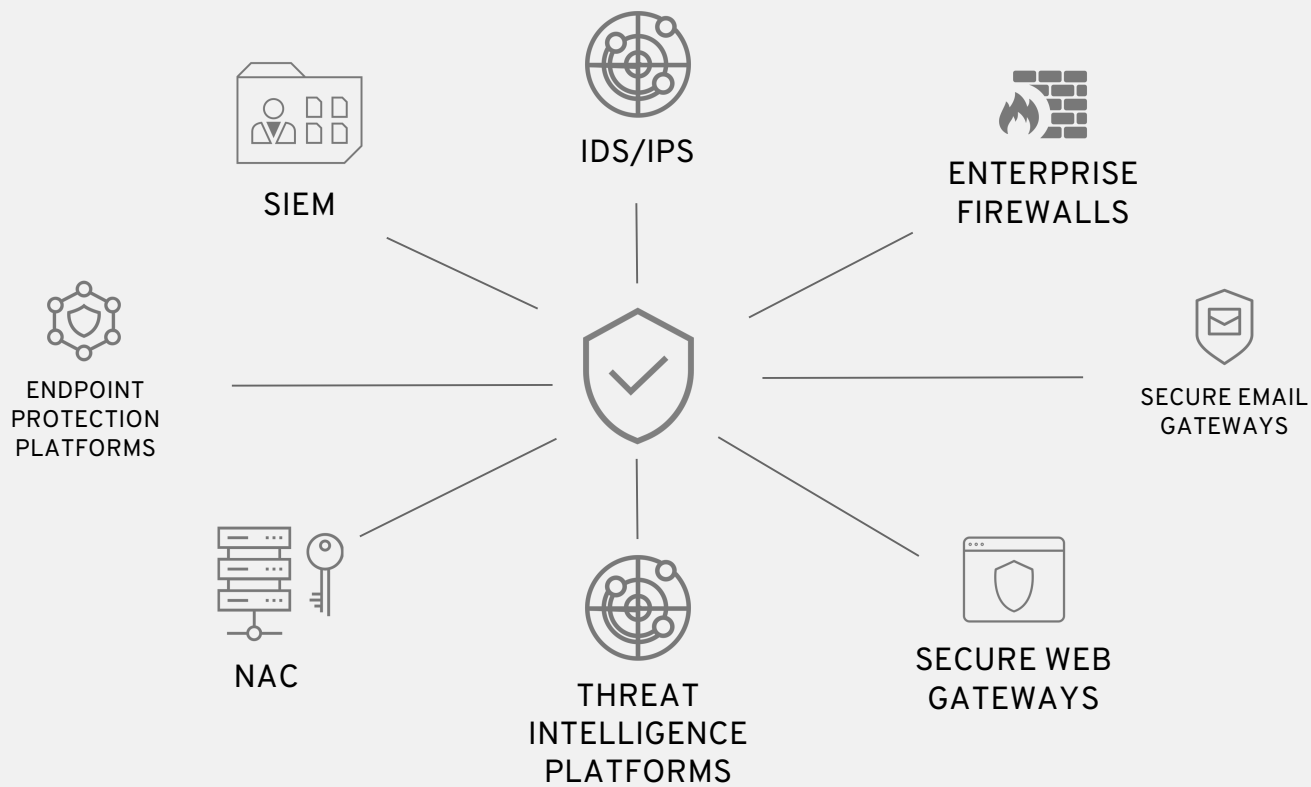 IDS/IPS
SIEM
ENTERPRISE
FIREWALLS
ENDPOINT
PROTECTION
PLATFORMS
SECURE EMAIL
GATEWAYS
NAC
THREAT
INTELLIGENCE
PLATFORMS
SECURE WEB
GATEWAYS